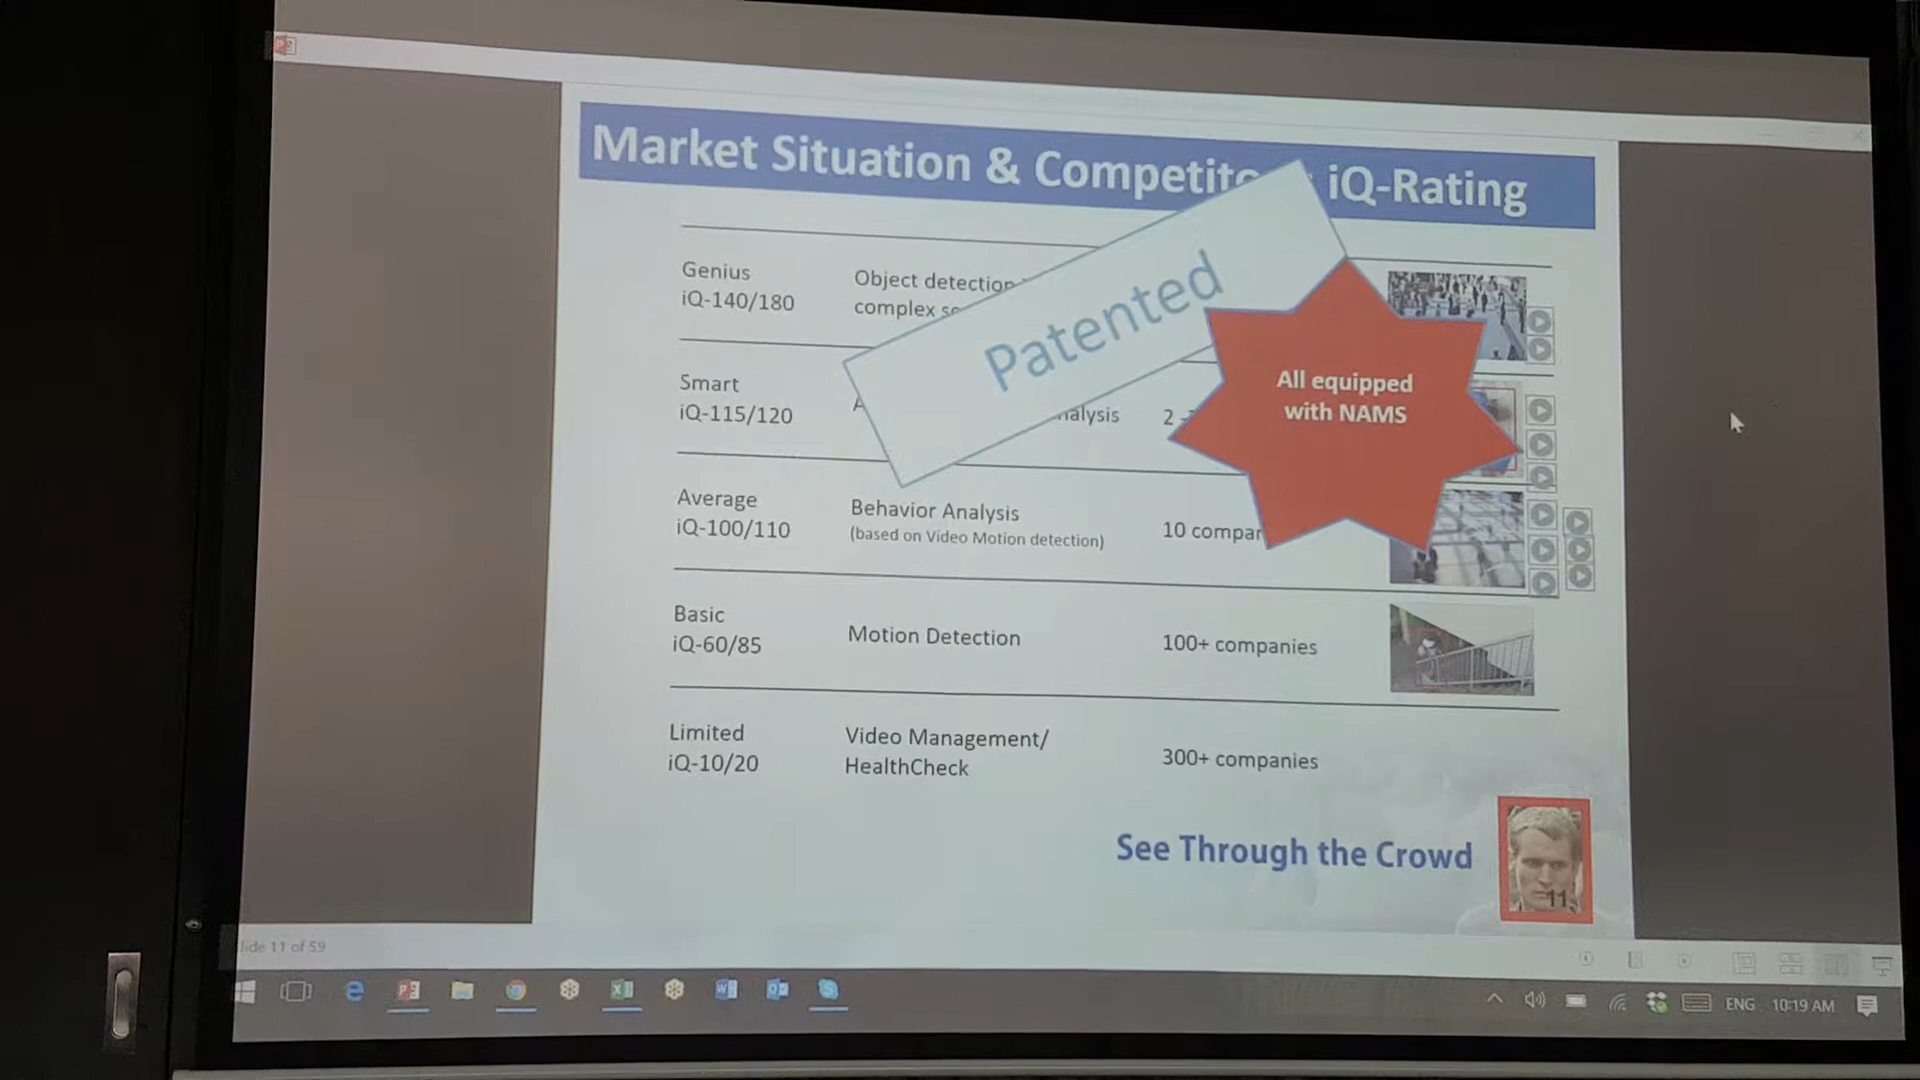 Market Situation & Competito iQ-Rating
Genius
iQ-140/180
Object detection
complex
Patented
All equipped
with NAMS
Smart
iQ-115/120
2
Average
iQ-100/110
Behavior Analysis
(based on Video Motion detection)
10
Basic
iQ-60/85
Motion Detection
100+ companies
Limited
iQ-10/20
Video Management/
HealthCheck
300+ companies
See Through the Crowd
11
Slide 11 of 59
ENG
10:19 AM